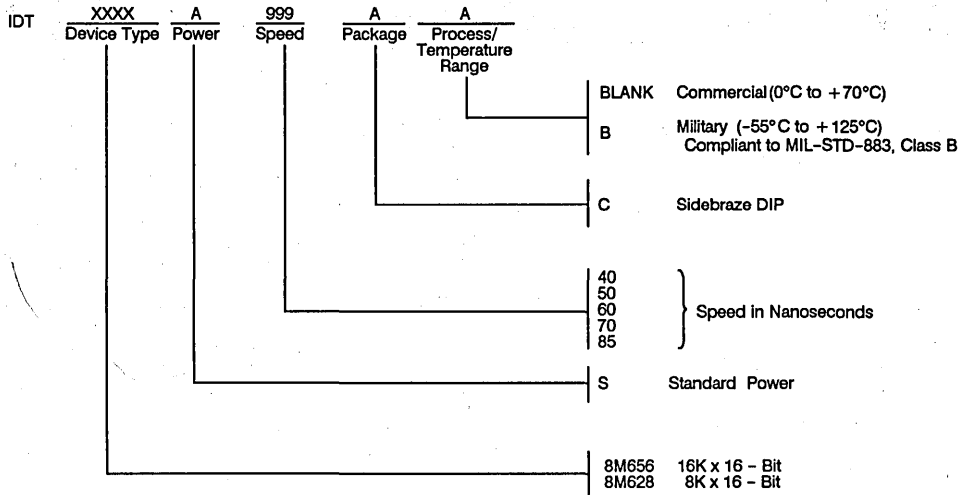 IDT XXXX A 999 A A
Device Type Power Speed Package Process/
Temperature
Range
BLANK Commercial (0°C to +70°C)
B Military (-55°C to +125°C)
Compliant to MIL-STD-883, Class B
C Sidebraze DIP
40
50
60
70
85
Speed in Nanoseconds
S Standard Power
8M656 16K x 16 - Bit
8M628 8K x 16 - Bit